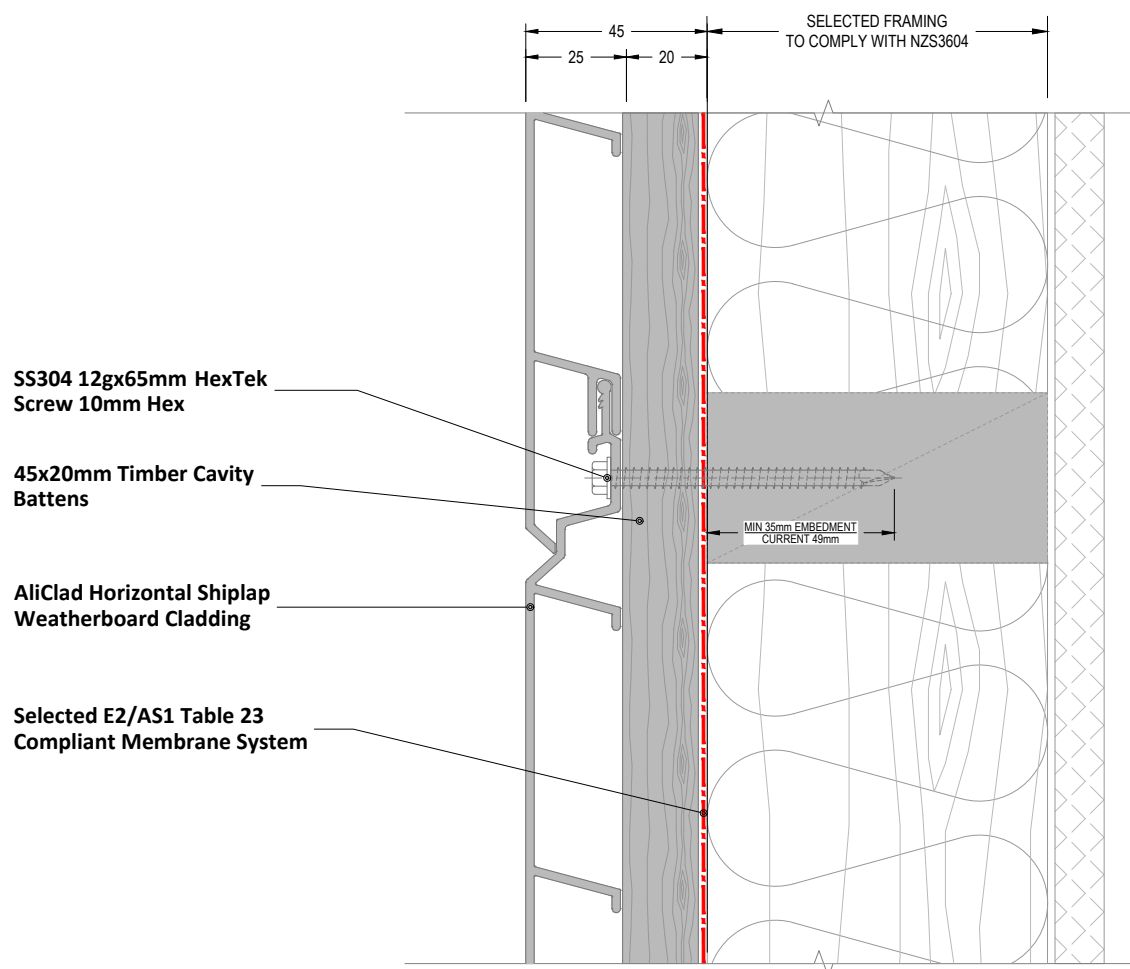 45
SELECTED FRAMING
TO COMPLY WITH NZS3604
25
20
SS304 12gx65mm HexTek
Screw 10mm Hex
45x20mm Timber Cavity
Battens
MIN 35mm EMBEDMENT
CURRENT 49mm
AliClad Horizontal Shiplap
Weatherboard Cladding
Selected E2/AS1 Table 23
Compliant Membrane System